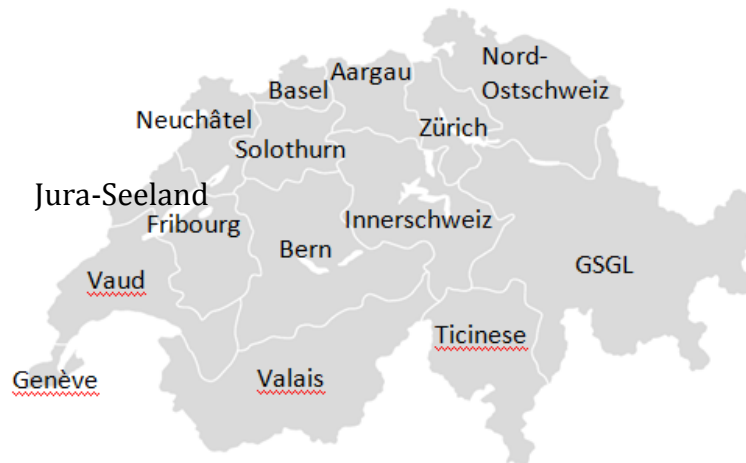 Nord-
Ostschweiz
Aargau
Basel
Neuchâtel
Zürich
Solothurn
Jura-Seeland
Fribourg
Innerschweiz
Bern
GSGL
Vaud
Ticinese
Genève
Valais